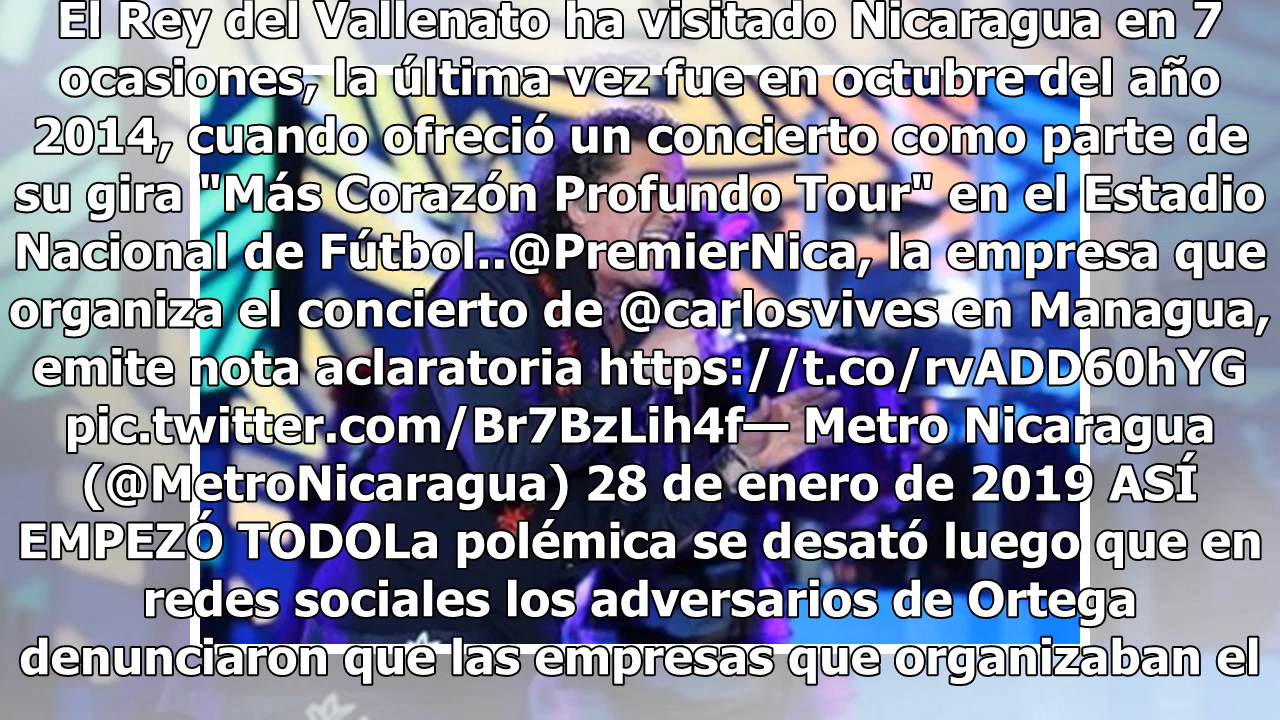 El Rey del Vallenato ha visitado Nicaragua en 7
ocasiones, la última vez fue en octubre del año
2014, cuando ofreció un concierto como parte de
su gira "Más Corazón Profundo Tour" en el Estadio
Nacional de Fútbol..@PremierNica, la empresa que
organiza el concierto de @carlosvives en Managua,
emite nota aclaratoria https://t.co/rvADD60hYG
pic.twitter.com/Br7BzLih4f— Metro Nicaragua
(@MetroNicaragua) 28 de enero de 2019 ASÍ
EMPEZÓ TODOLa polémica se desató luego que en
redes sociales los adversarios de Ortega
denunciaron que las empresas que organizaban el